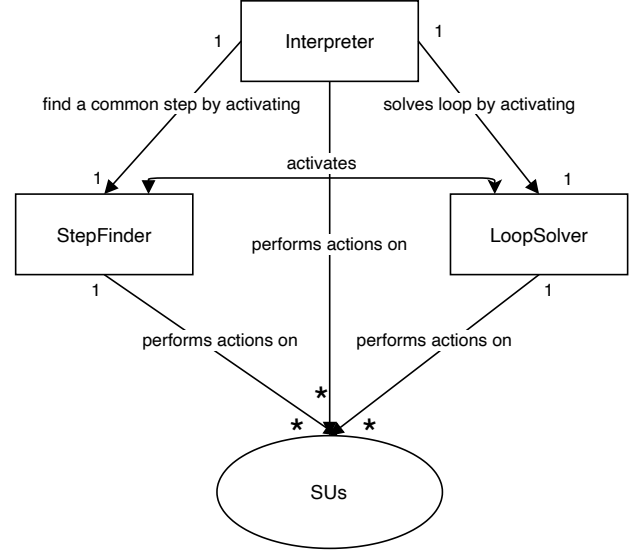 Interpreter
1
1
find a common step by activating
solves loop by activating
1
activates
1
StepFinder
performs actions on
LoopSolver
1
1
performs actions on
performs actions on
*
*
*
SUs